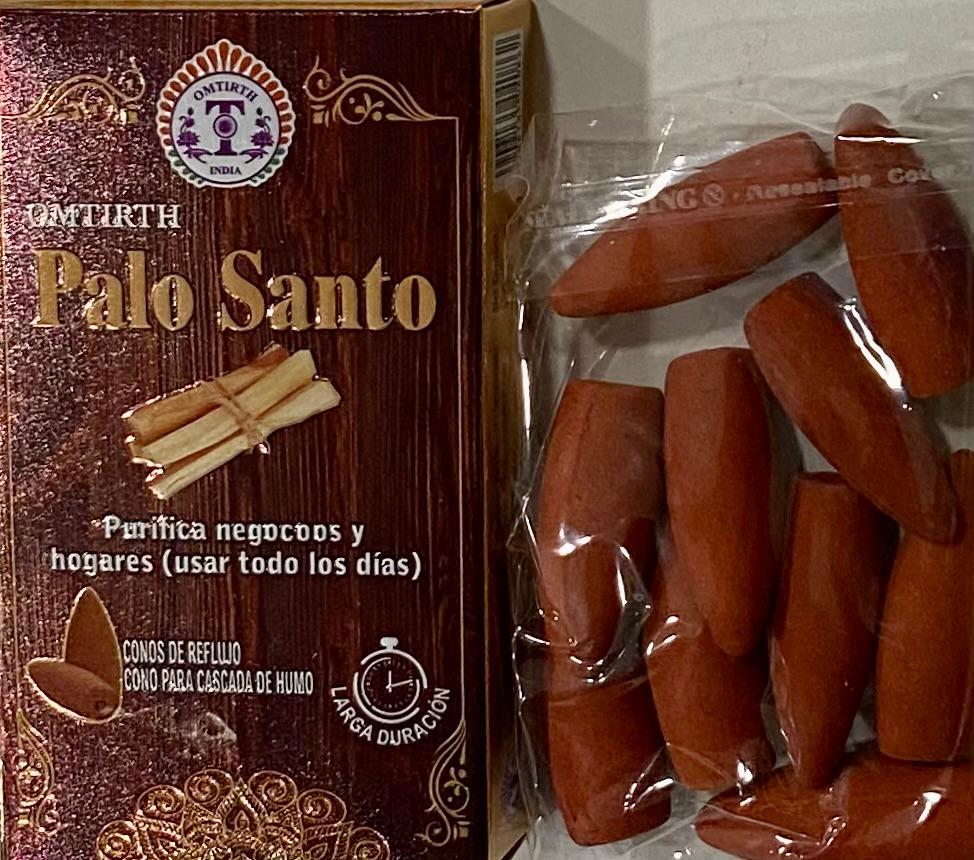 OMTIRTH
T
INDIA
OMTIRTH
Palo Santo
Purifica negocoos y
hogares (usar todo los días)
CONOS DE REFLUJO
CONO PARA CASCADA DE HUMO
LARGA DURACIÓN
Resealable